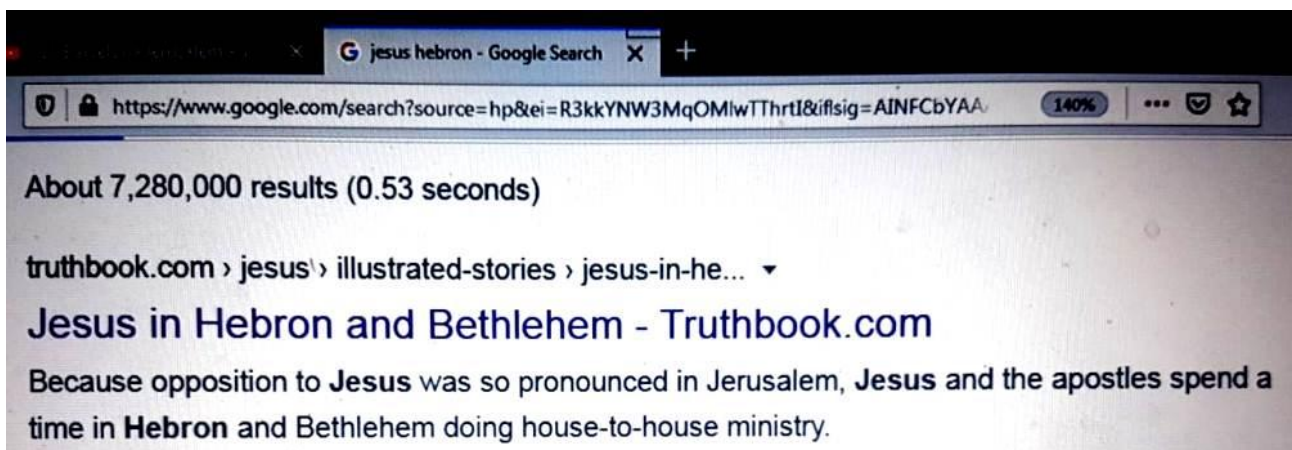 jesus hebron - Google Search
https://www.google.com/search?source=hp&ei=R3kkYNW3MqOMlwTThrtI&iflsig=AINFCbYAA
140%
About 7,280,000 results (0.53 seconds)
truthbook.com › jesus › illustrated-stories › jesus-in-he...
Jesus in Hebron and Bethlehem - Truthbook.com
Because opposition to Jesus was so pronounced in Jerusalem, Jesus and the apostles spend a
time in Hebron and Bethlehem doing house-to-house ministry.